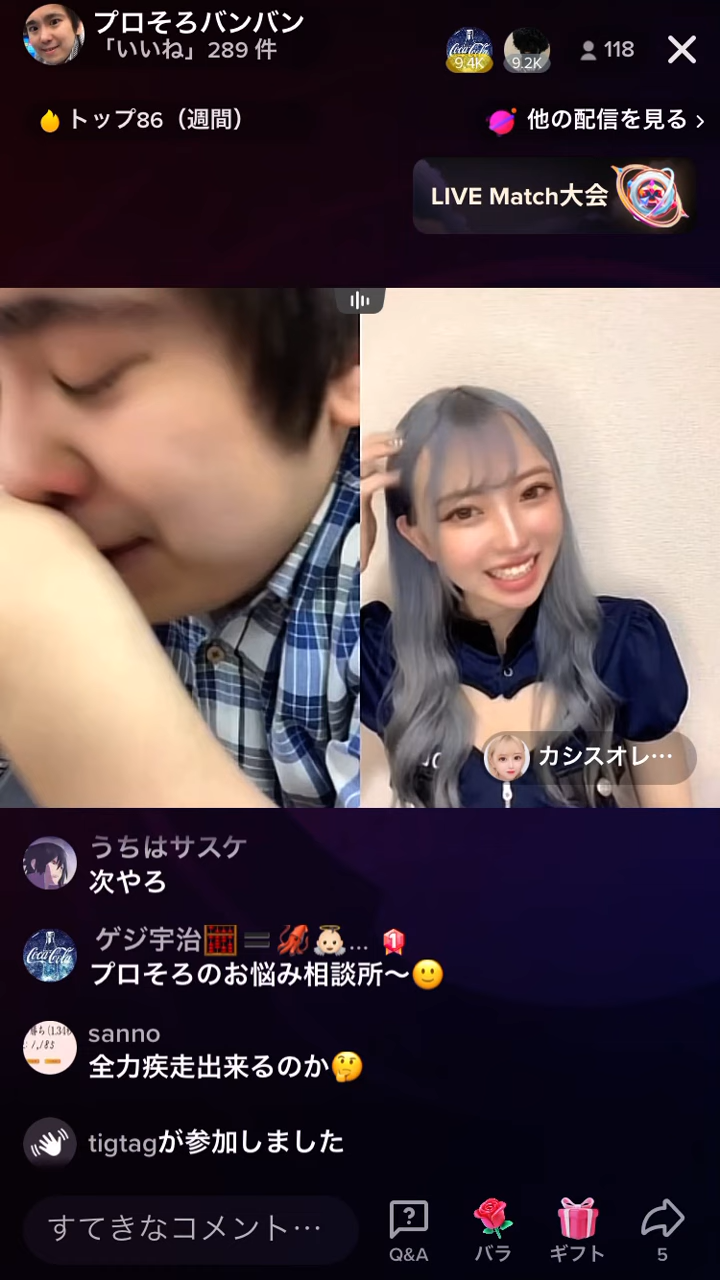 プロそろバンバン
「いいね」289 件
9.4K
9.2K
118
トップ86（週間）
他の配信を見る
LIVE Match大会
カシスオレ…
うちはサスケ
次やろ
ゲジ宇治🧮🟰🦑👼🏻... 1
プロそろのお悩み相談所〜🙂
sanno
全力疾走出来るのか🤔
tigtagが参加しました
すてきなコメント…
Q&A
バラ
ギフト
5